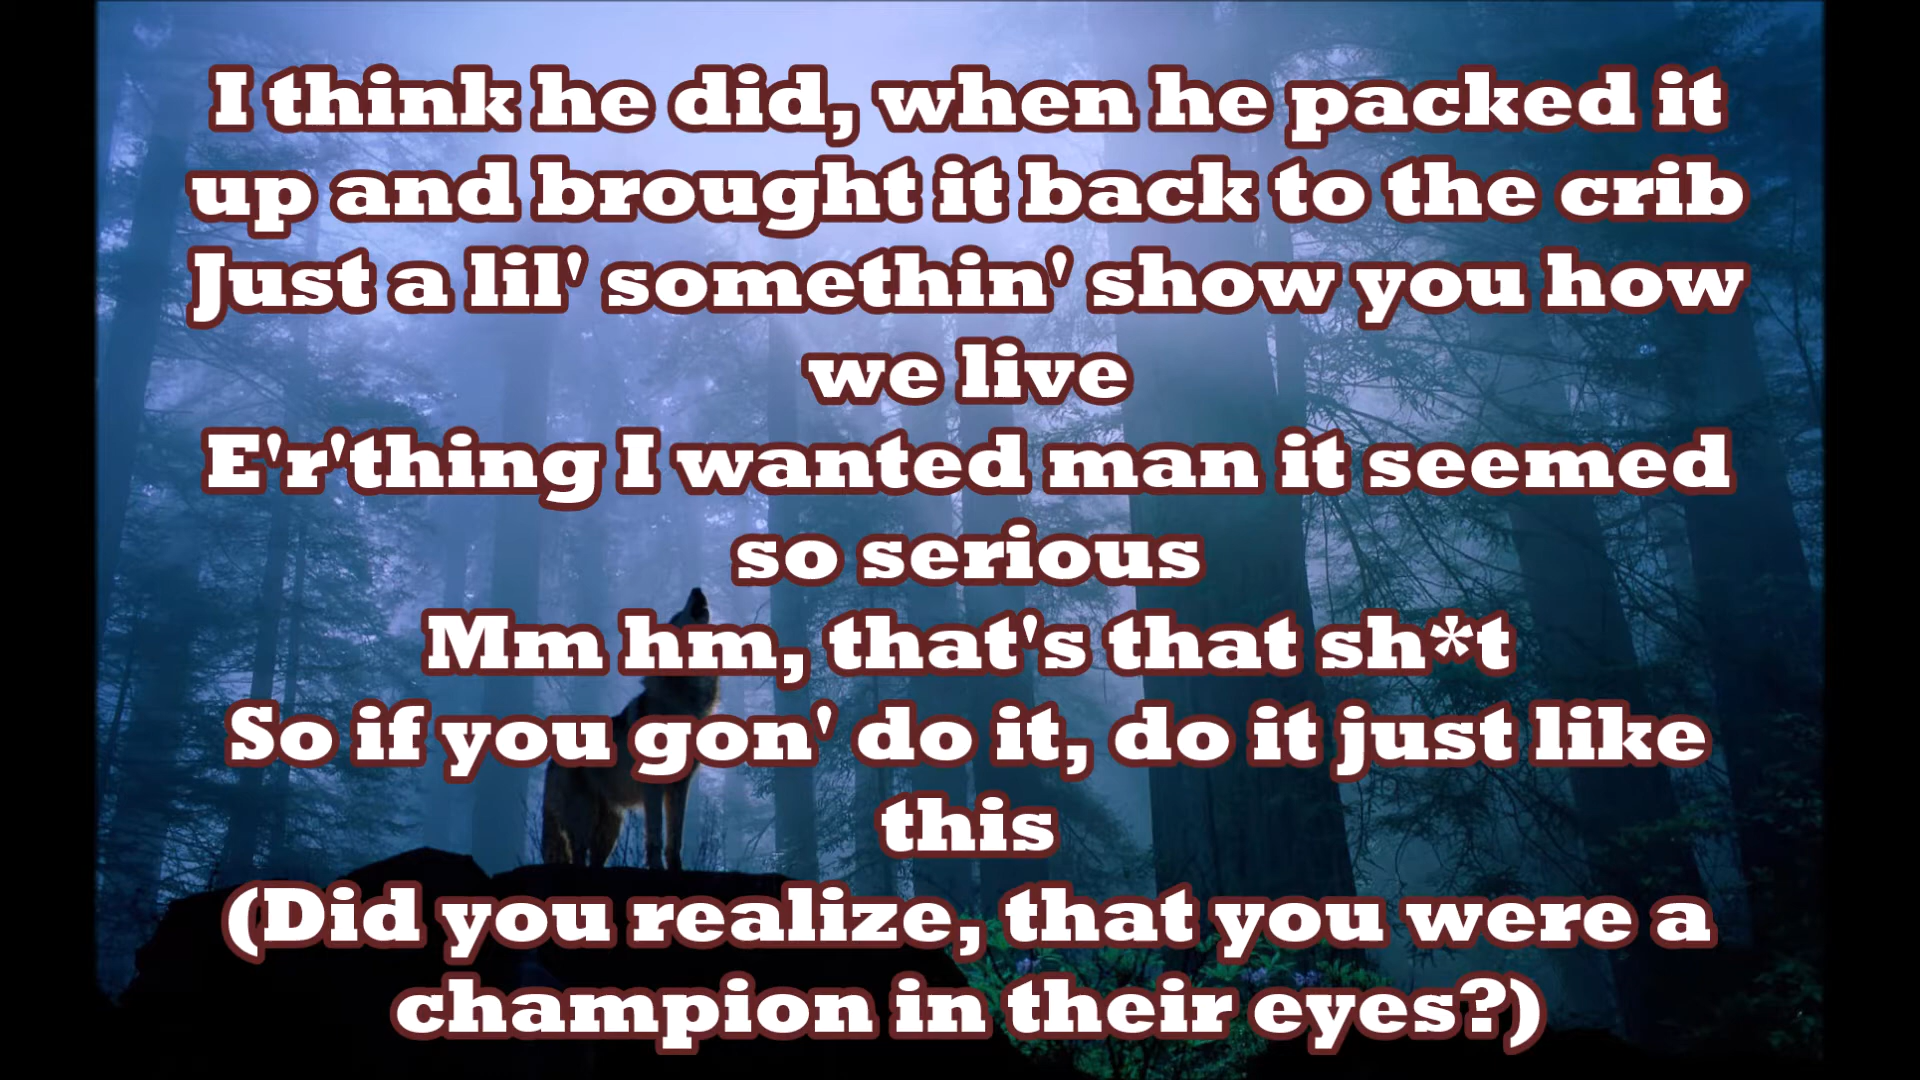 I think he did, when he packed it
up and brought it back to the crib
Just a lil' somethin' show you how
we live
E'r'thing I wanted man it seemed
so serious
Mm hm, that's that sh*t
So if you gon' do it, do it just like
this
(Did you realize, that you were a
champion in their eyes?)